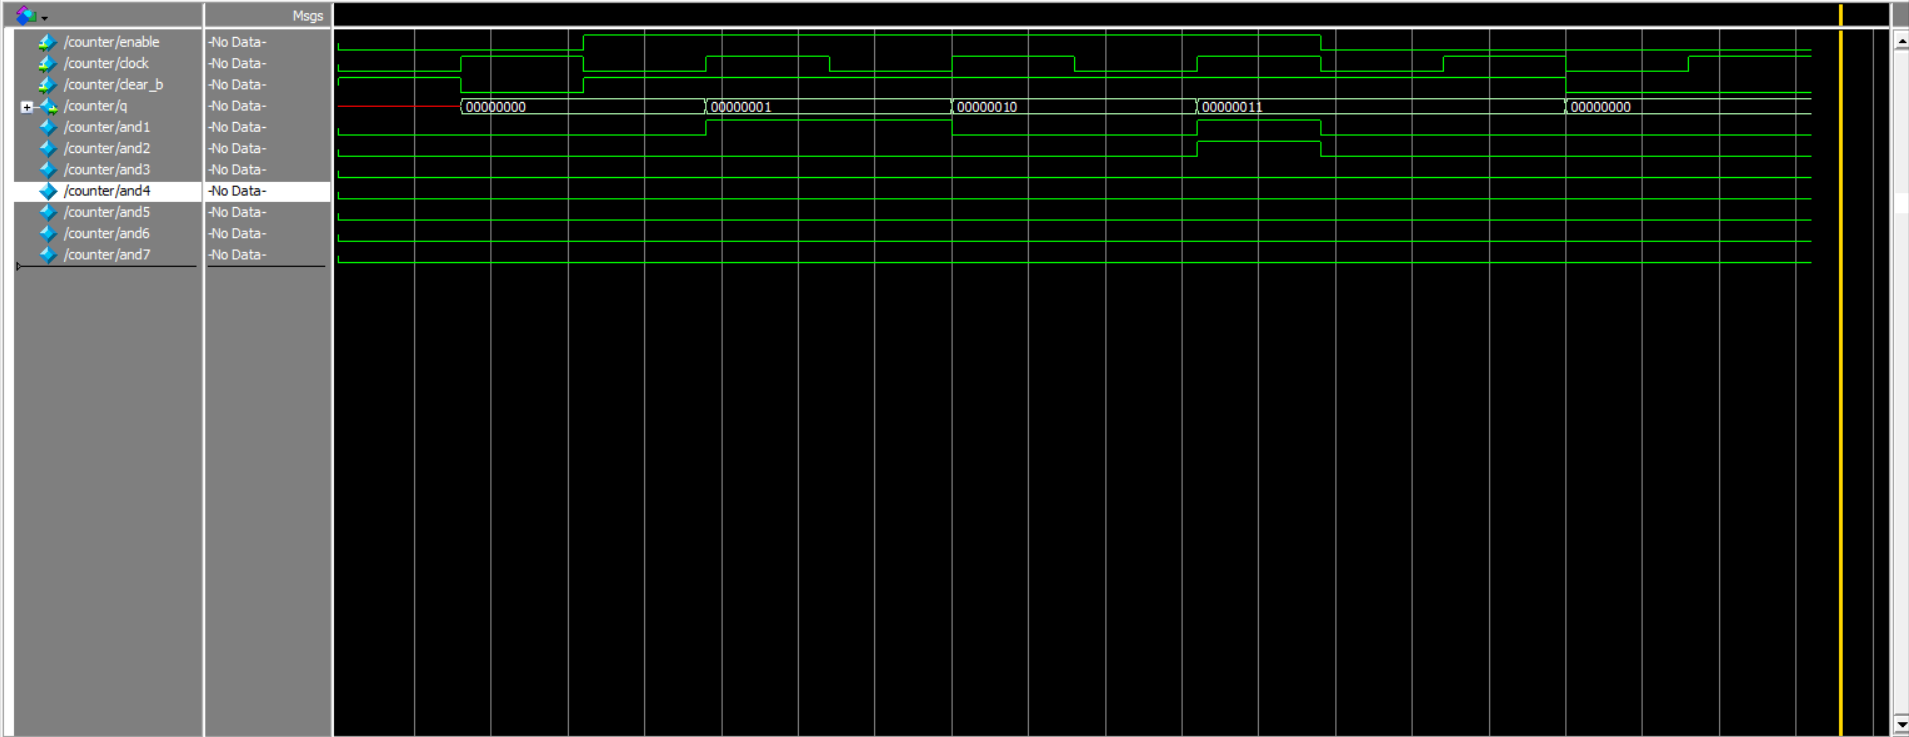 Msgs
/counter/enable -No Data-
/counter/clock -No Data-
/counter/clear_b -No Data-
/counter/q -No Data- 00000000 00000001 00000010 00000011 00000000
/counter/and1 -No Data-
/counter/and2 -No Data-
/counter/and3 -No Data-
/counter/and4 -No Data-
/counter/and5 -No Data-
/counter/and6 -No Data-
/counter/and7 -No Data-